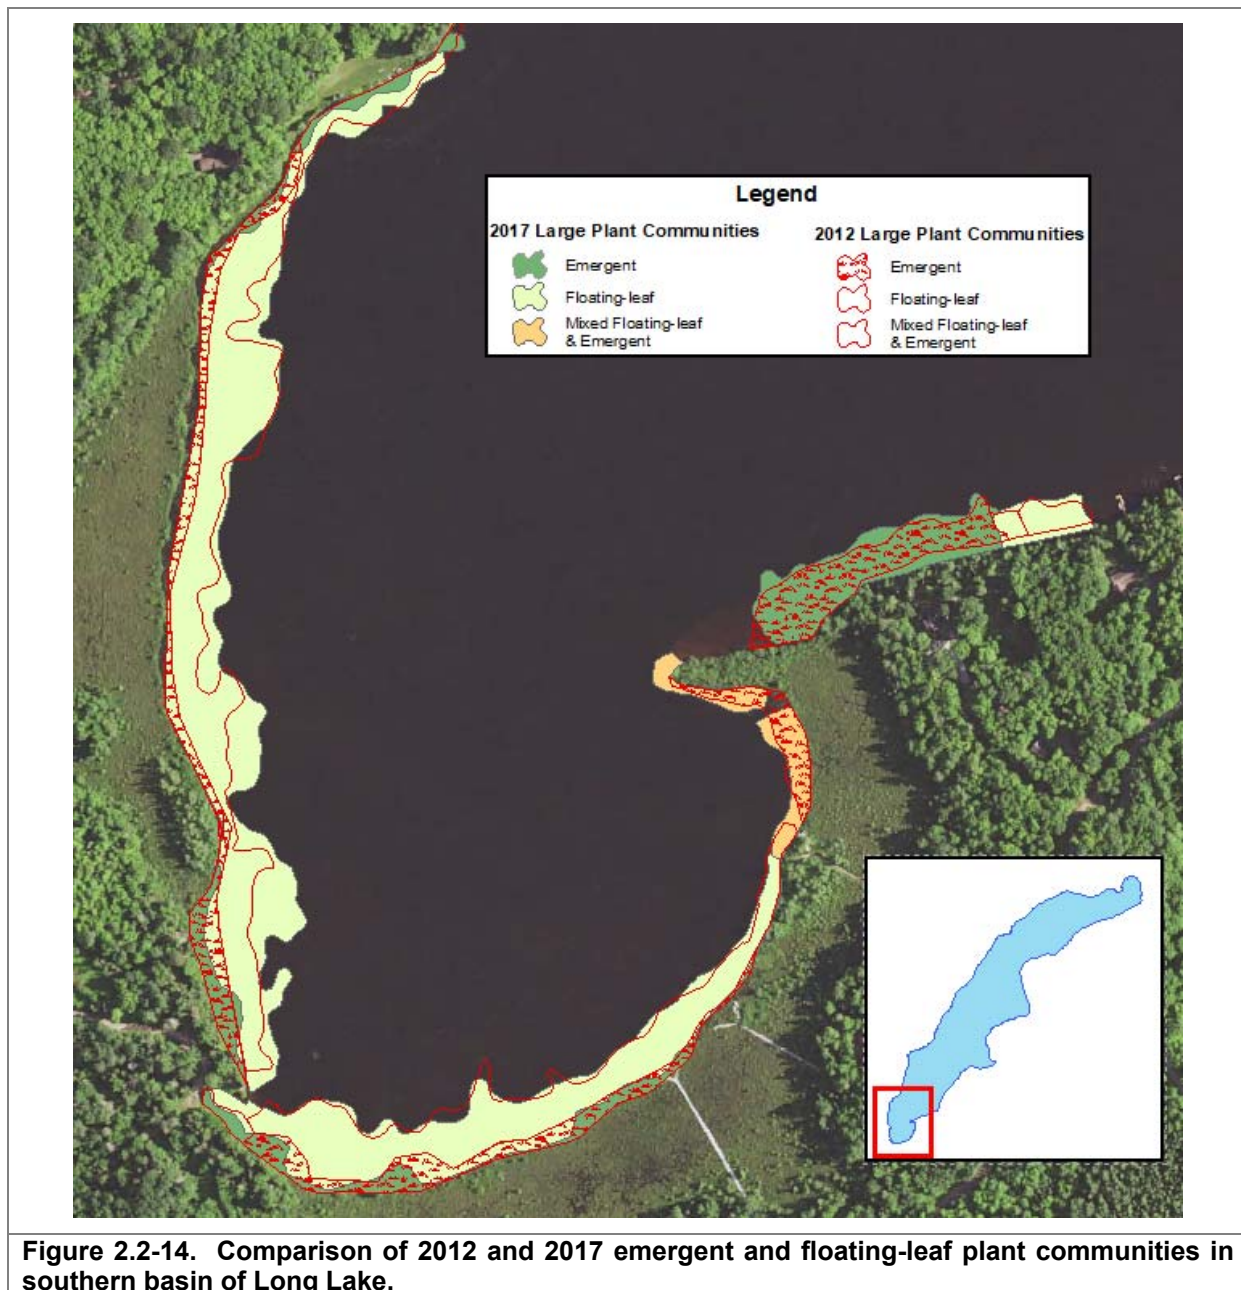 Legend
2017 Large Plant Communities
Emergent
Floating-leaf
Mixed Floating-leaf
& Emergent
2012 Large Plant Communities
Emergent
Floating-leaf
Mixed Floating-leaf
& Emergent
Figure 2.2-14. Comparison of 2012 and 2017 emergent and floating-leaf plant communities in
southern basin of Long Lake.